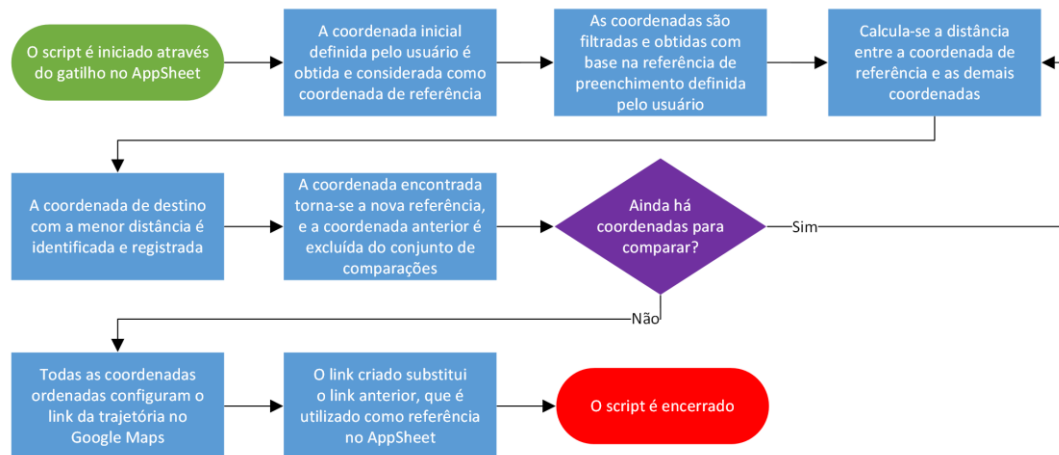 O script é iniciado através
do gatilho no AppSheet
A coordenada inicial
definida pelo usuário é
obtida e considerada como
coordenada de referência
As coordenadas são
filtradas e obtidas com
base na referência de
preenchimento definida
pelo usuário
Calcula-se a distância
entre a coordenada de
referência e as demais
coordenadas
A coordenada de destino
com a menor distância é
identificada e registrada
A coordenada encontrada
torna-se a nova referência,
e a coordenada anterior é
excluída do conjunto de
comparações
Ainda há
coordenadas para
comparar?
Sim
Não
Todas as coordenadas
ordenadas configuram o
link da trajetória no
Google Maps
O link criado substitui
o link anterior, que é
utilizado como referência
no AppSheet
O script é encerrado